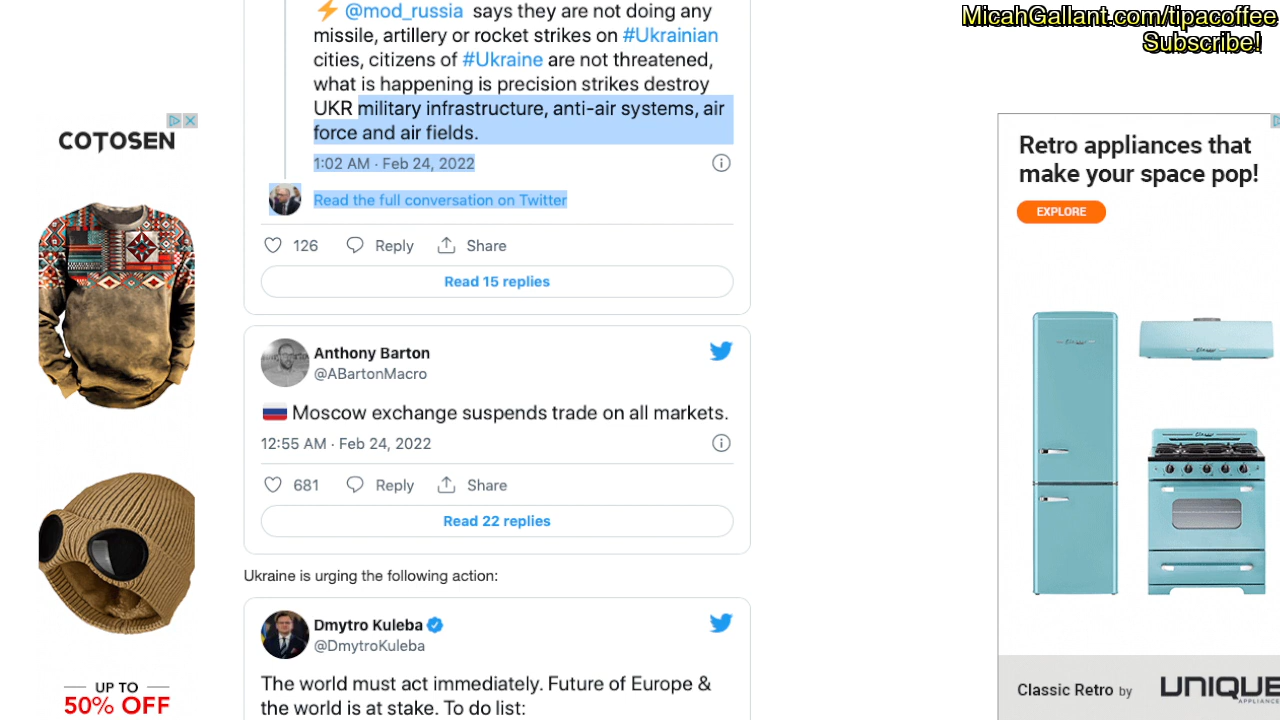 MicahGallant.com/tipacoffee
Subscribe!
⚡ @mod_russia says they are not doing any
missile, artillery or rocket strikes on #Ukrainian
cities, citizens of #Ukraine are not threatened,
what is happening is precision strikes destroy
UKR military infrastructure, anti-air systems, air
force and air fields.
1:02 AM · Feb 24, 2022
Read the full conversation on Twitter
126 Reply Share
Read 15 replies
Anthony Barton
@ABartonMacro
🇷🇺 Moscow exchange suspends trade on all markets.
12:55 AM · Feb 24, 2022
681 Reply Share
Read 22 replies
Ukraine is urging the following action:
Dmytro Kuleba
@DmytroKuleba
The world must act immediately. Future of Europe &
the world is at stake. To do list:
COTOSEN
UP TO
50% OFF
Retro appliances that
make your space pop!
EXPLORE
Classic Retro by
UNIQUE
APPLIANCES